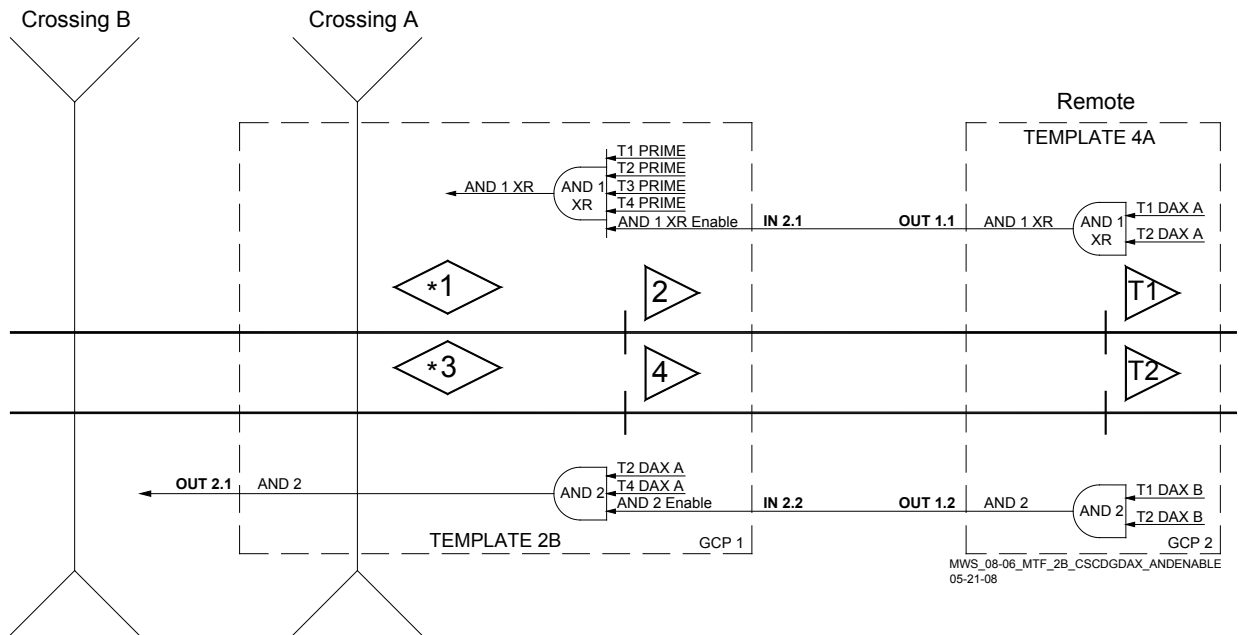 Crossing B
Crossing A
Remote
TEMPLATE 4A
T1 PRIME
T2 PRIME
T3 PRIME
T4 PRIME
AND 1 XR Enable
AND 1 XR
AND 1
XR
IN 2.1
OUT 1.1
AND 1 XR
AND 1
XR
T1 DAX A
T2 DAX A
*1
2
T1
*3
4
T2
OUT 2.1
AND 2
AND 2
T2 DAX A
T4 DAX A
AND 2 Enable
IN 2.2
OUT 1.2
AND 2
AND 2
T1 DAX B
T2 DAX B
TEMPLATE 2B
GCP 1
GCP 2
MWS_08-06_MTF_2B_CSCDGDAX_ANDENABLE
05-21-08